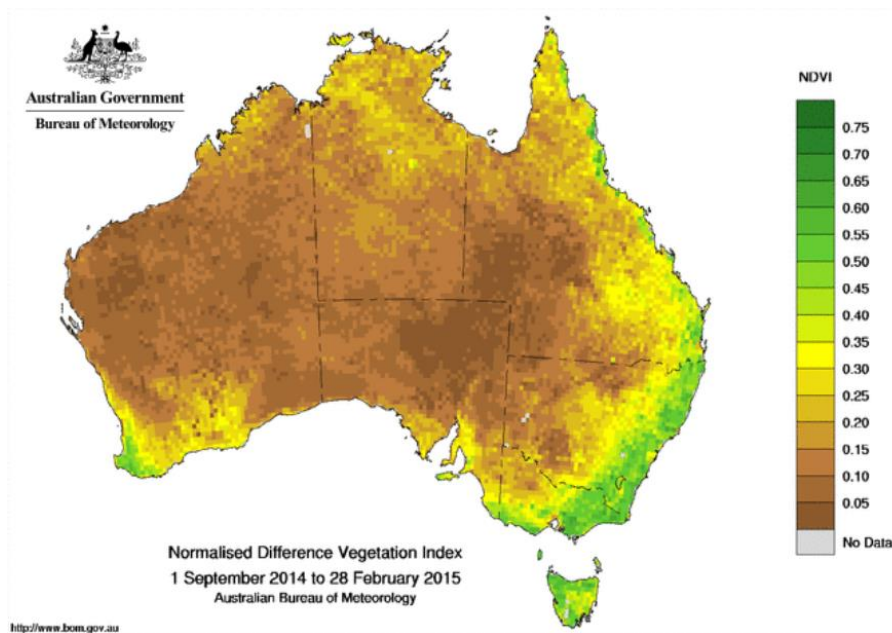 Australian Government
Bureau of Meteorology
NDVI
0.75
0.70
0.65
0.60
0.55
0.50
0.45
0.40
0.35
0.30
0.25
0.20
0.15
0.10
0.05
No Data
Normalised Difference Vegetation Index
1 September 2014 to 28 February 2015
Australian Bureau of Meteorology
http://www.bom.gov.au